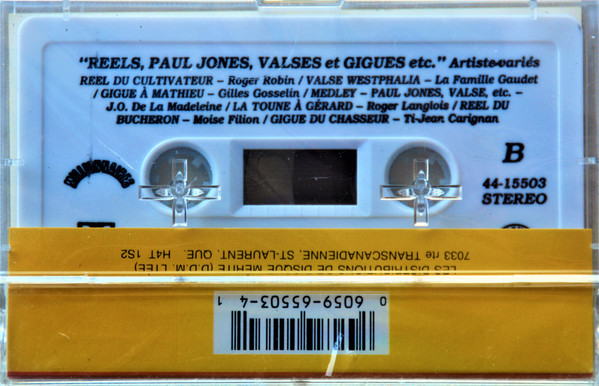 "REELS, PAUL JONES, VALSES et GIGUES etc." Artistes variés
REEL DU CULTIVATEUR – Roger Robin / VALSE WESTPHALIA – La Famille Gaudet
/ GIGUE À MATHIEU – Gilles Gosselin / MEDLEY – PAUL JONES, VALSE, etc. –
J.O. De La Madeleine / LA TOUNE À GÉRARD – Roger Langlois / REEL DU
BUCHERON – Moise Filion / GIGUE DU CHASSEUR – Ti-Jean Carignan
B
44-15503
STEREO
LES DISTRIBUTIONS DE DISQUE MERITE (D.D.M. LTEE)
7033 rte TRANSCANADIENNE, ST-LAURENT, QUE. H4T 1S2
0 6059-65503-4 1